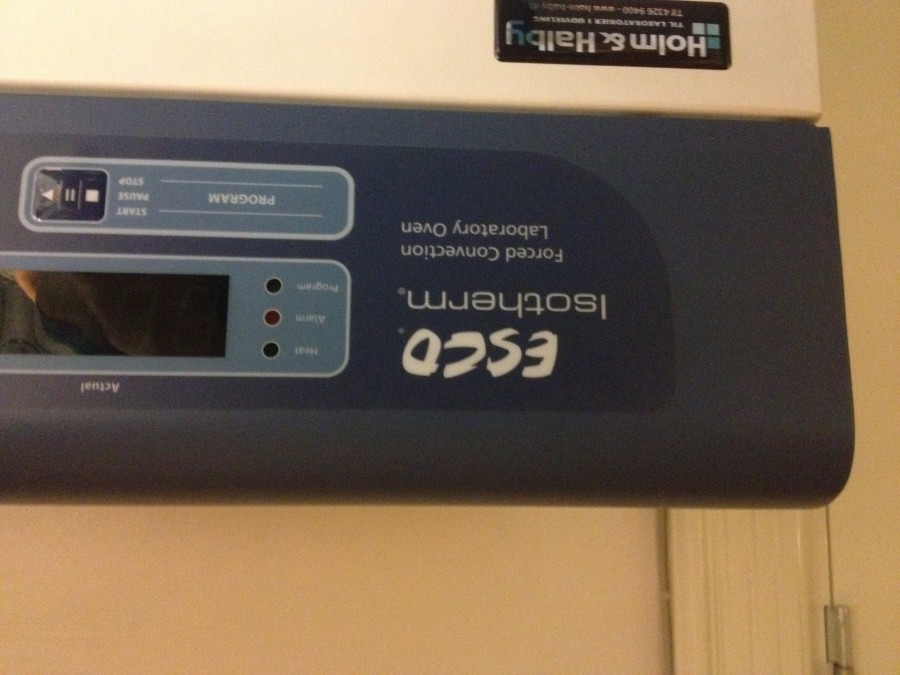 ESCO®
Isotherm®
Forced Convection
Laboratory Oven
Actual
Heat
Alarm
Program
PROGRAM
START
PAUSE
STOP
Holm & Halby
TIL LABORATORIER I UDVIKLING
Tlf 4326 9400 - www.holm-halby.dk